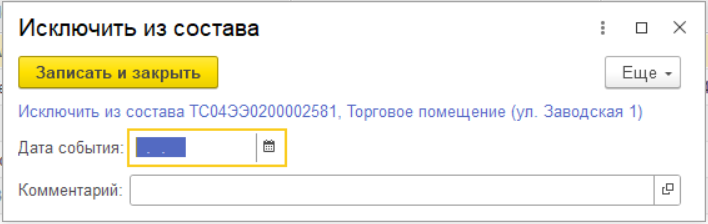 Исключить из состава
Записать и закрыть
Еще
Исключить из состава ТС04ЭЭ0200002581, Торговое помещение (ул. Заводская 1)
Дата события: . .
Комментарий: